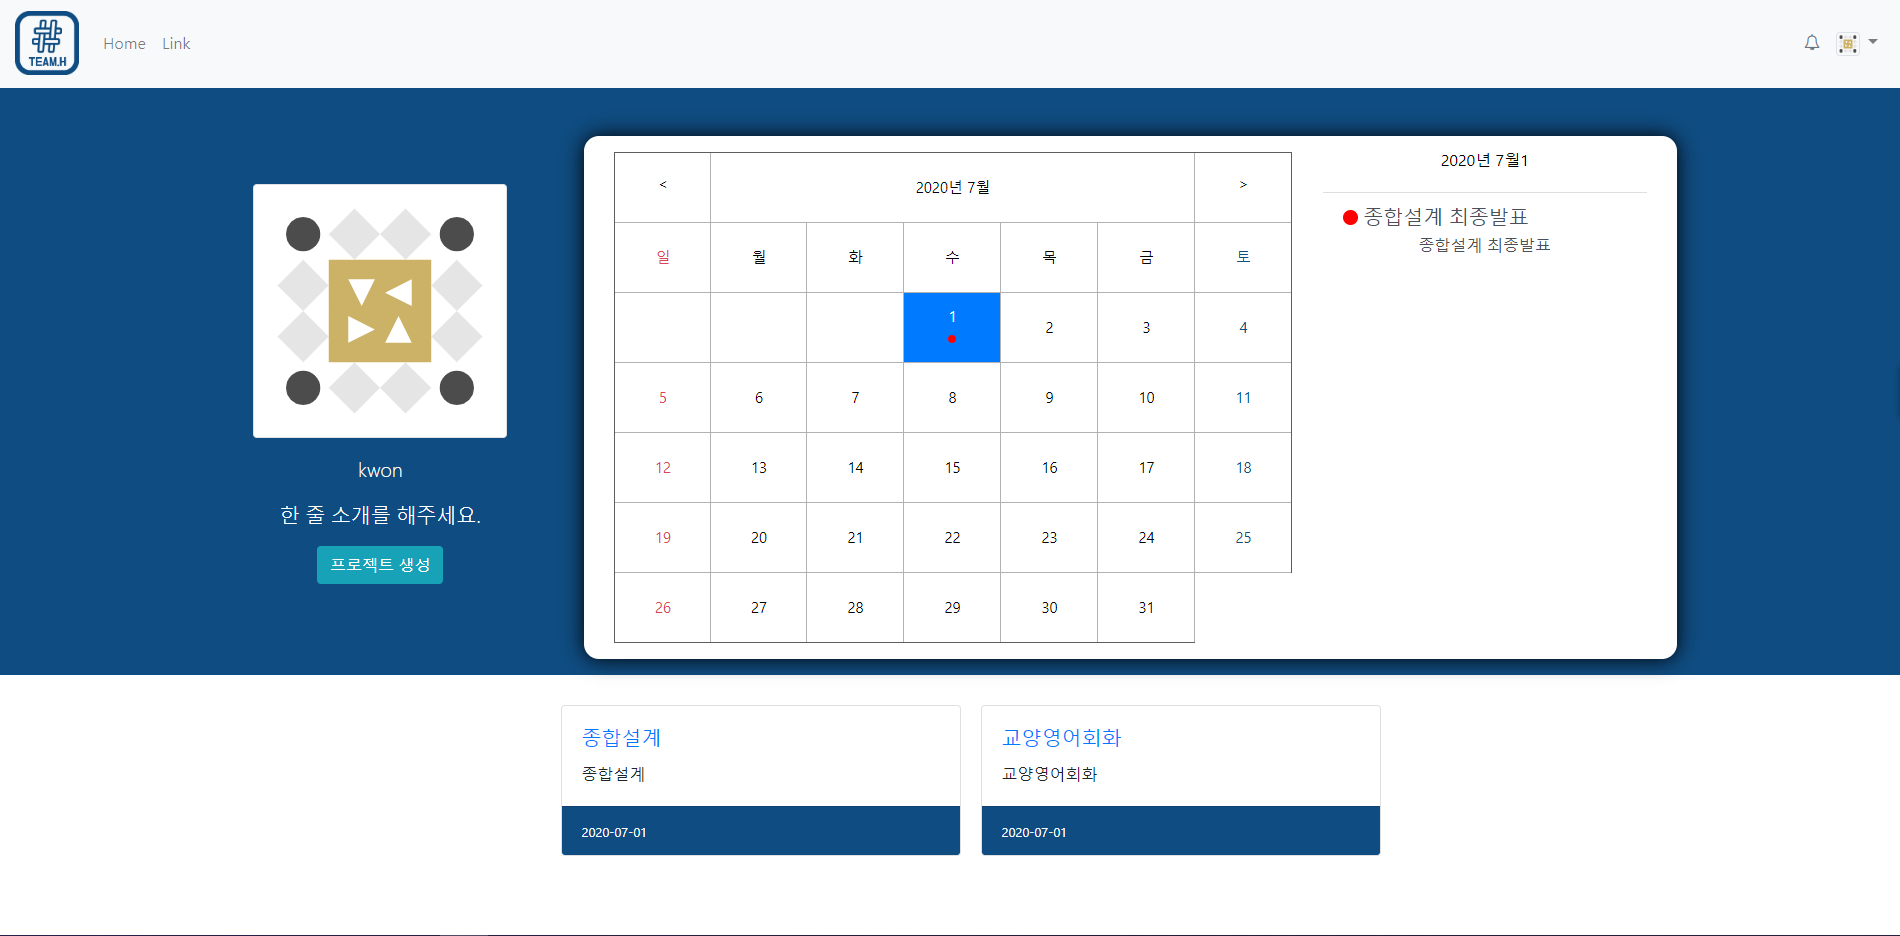 TEAM.H
Home Link
kwon
한 줄 소개를 해주세요.
프로젝트 생성
< 2020년 7월 >
일 월 화 수 목 금 토
1 2 3 4
5 6 7 8 9 10 11
12 13 14 15 16 17 18
19 20 21 22 23 24 25
26 27 28 29 30 31
2020년 7월1
종합설계 최종발표
종합설계 최종발표
종합설계
종합설계
2020-07-01
교양영어회화
교양영어회화
2020-07-01